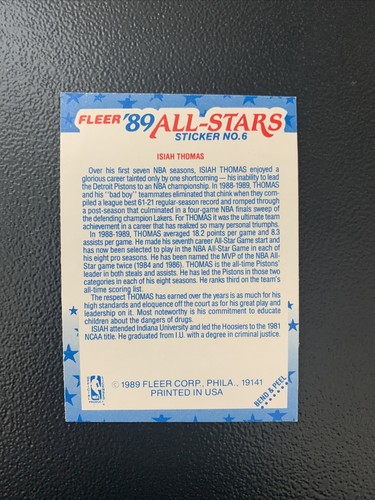 FLEER '89 ALL-STARS
STICKER NO. 6
ISIAH THOMAS
Over his first seven NBA seasons, ISIAH THOMAS enjoyed a
glorious career tainted only by one shortcoming — his inability to lead
the Detroit Pistons to an NBA championship. In 1988-1989, THOMAS
and his "bad boy" teammates eliminated that chink when they com-
piled a league best 61-21 regular-season record and romped through
a post-season that culminated in a four-game NBA finals sweep of
the defending champion Lakers. For THOMAS it was the ultimate team
achievement in a career that has realized so many personal triumphs.
In 1988-1989, THOMAS averaged 18.2 points per game and 8.3
assists per game. He made his seventh career All-Star Game start and
has now been selected to play in the NBA All-Star Game in each of
his eight pro seasons. He has been named the MVP of the NBA All-
Star game twice (1984 and 1986). THOMAS is the all-time Pistons'
leader in both steals and assists. He has led the Pistons in those two
categories in each of his eight seasons. He ranks third on the team's
all-time scoring list.
The respect THOMAS has earned over the years is as much for his
high standards and eloquence off the court as for his great play and
leadership on it. Most noteworthy is his commitment to educate
children about the dangers of drugs.
ISIAH attended Indiana University and led the Hoosiers to the 1981
NCAA title. He graduated from I.U. with a degree in criminal justice.
© 1989 FLEER CORP., PHILA., 19141
PRINTED IN USA
BEND & PEEL